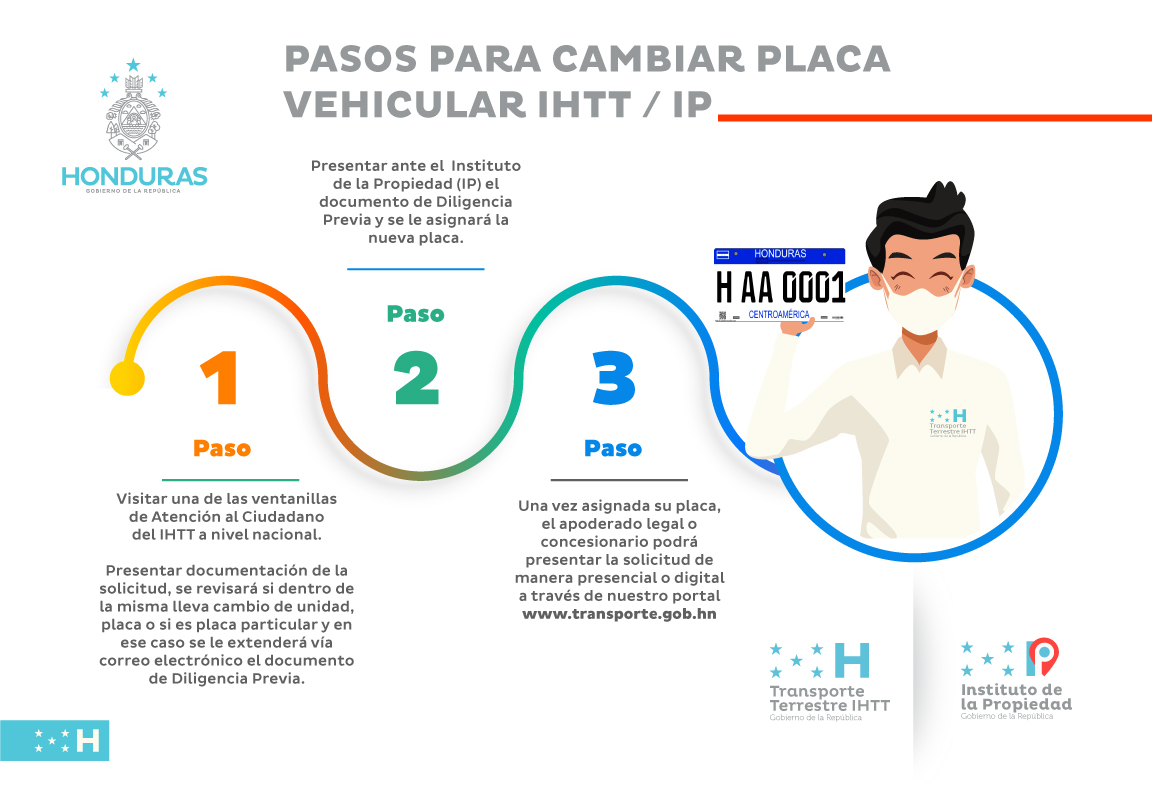 PASOS PARA CAMBIAR PLACA
VEHICULAR IHTT / IP
HONDURAS
GOBIERNO DE LA REPÚBLICA
1
Paso
Visitar una de las ventanillas
de Atención al Ciudadano
del IHTT a nivel nacional.
Presentar documentación de la
solicitud, se revisará si dentro de
la misma lleva cambio de unidad,
placa o si es placa particular y en
ese caso se le extenderá vía
correo electrónico el documento
de Diligencia Previa.
Presentar ante el Instituto
de la Propiedad (IP) el
documento de Diligencia
Previa y se le asignará la
nueva placa.
Paso
2
3
Paso
Una vez asignada su placa,
el apoderado legal o
concesionario podrá
presentar la solicitud de
manera presencial o digital
a través de nuestro portal
www.transporte.gob.hn
HONDURAS
H AA 0001
CENTROAMÉRICA
H
Transporte
Terrestre IHTT
H
Transporte
Terrestre IHTT
Gobierno de la República
IP
Instituto de
la Propiedad
Gobierno de la República
H